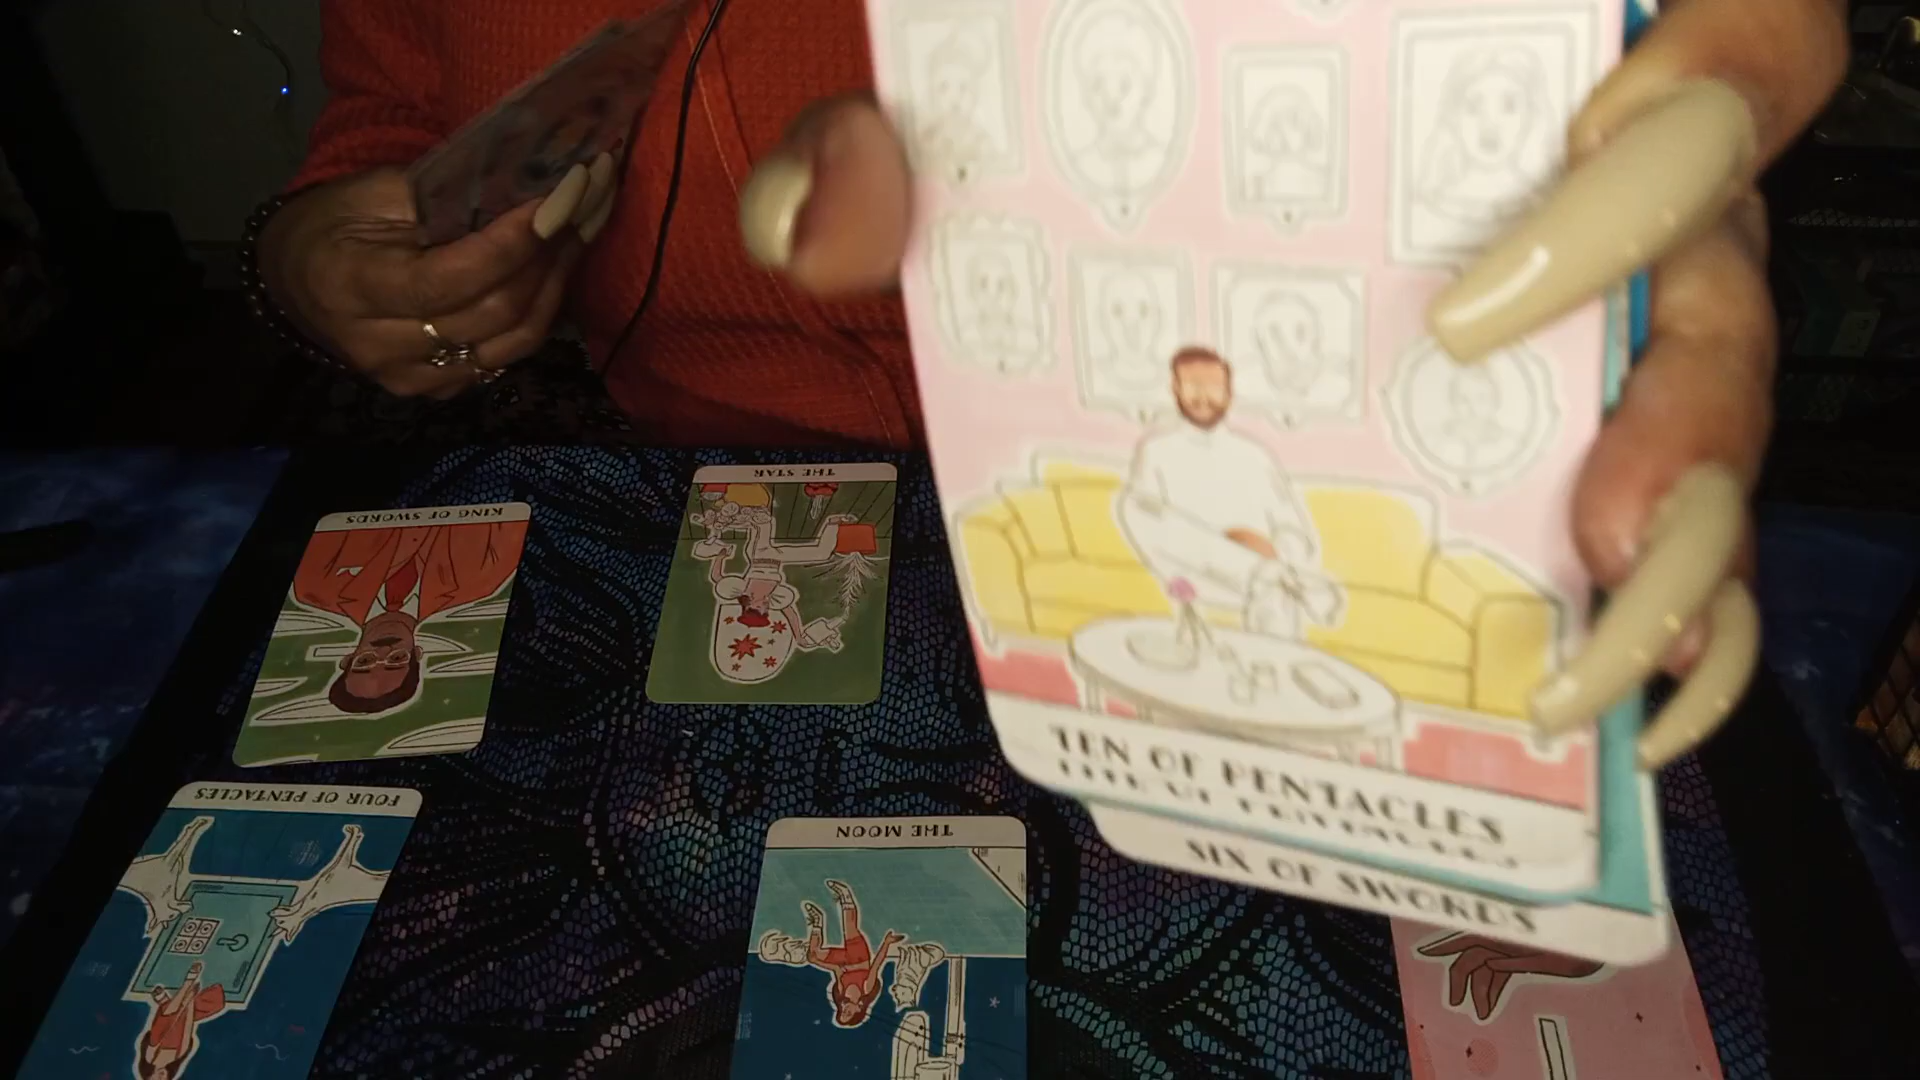 THE STAR
KING OF SWORDS
TEN OF PENTACLES
SIX OF SWORDS
FOUR OF PENTACLES
THE MOON